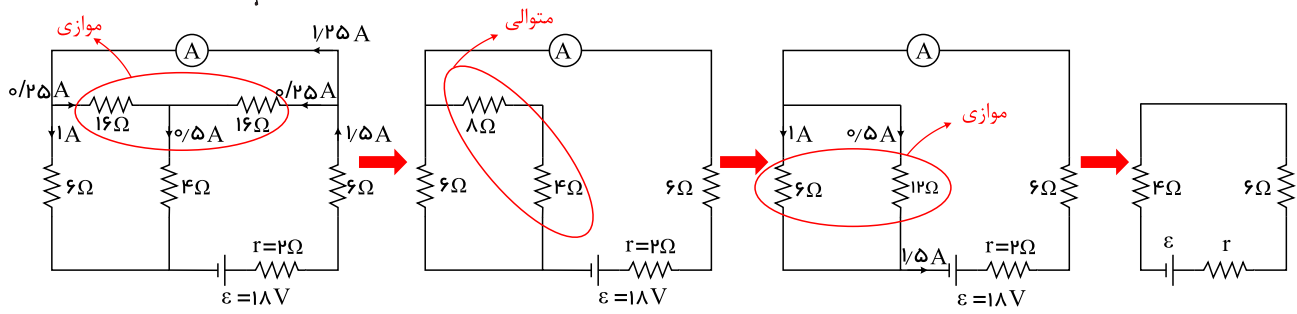 موازی
A
۱/۲۵ A
۰/۲۵A
۰/۲۵A
۱۶Ω
۱۶Ω
۱A
۰/۵A
۱/۵A
۶Ω
۴Ω
۶Ω
r=۲Ω
ε =۱۸V
متوالی
A
۸Ω
۶Ω
۴Ω
۶Ω
r=۲Ω
ε =۱۸V
A
موازی
۱A
۰/۵A
۶Ω
۱۲Ω
۶Ω
۱/۵A
r=۲Ω
ε =۱۸V
۴Ω
۶Ω
ε
r